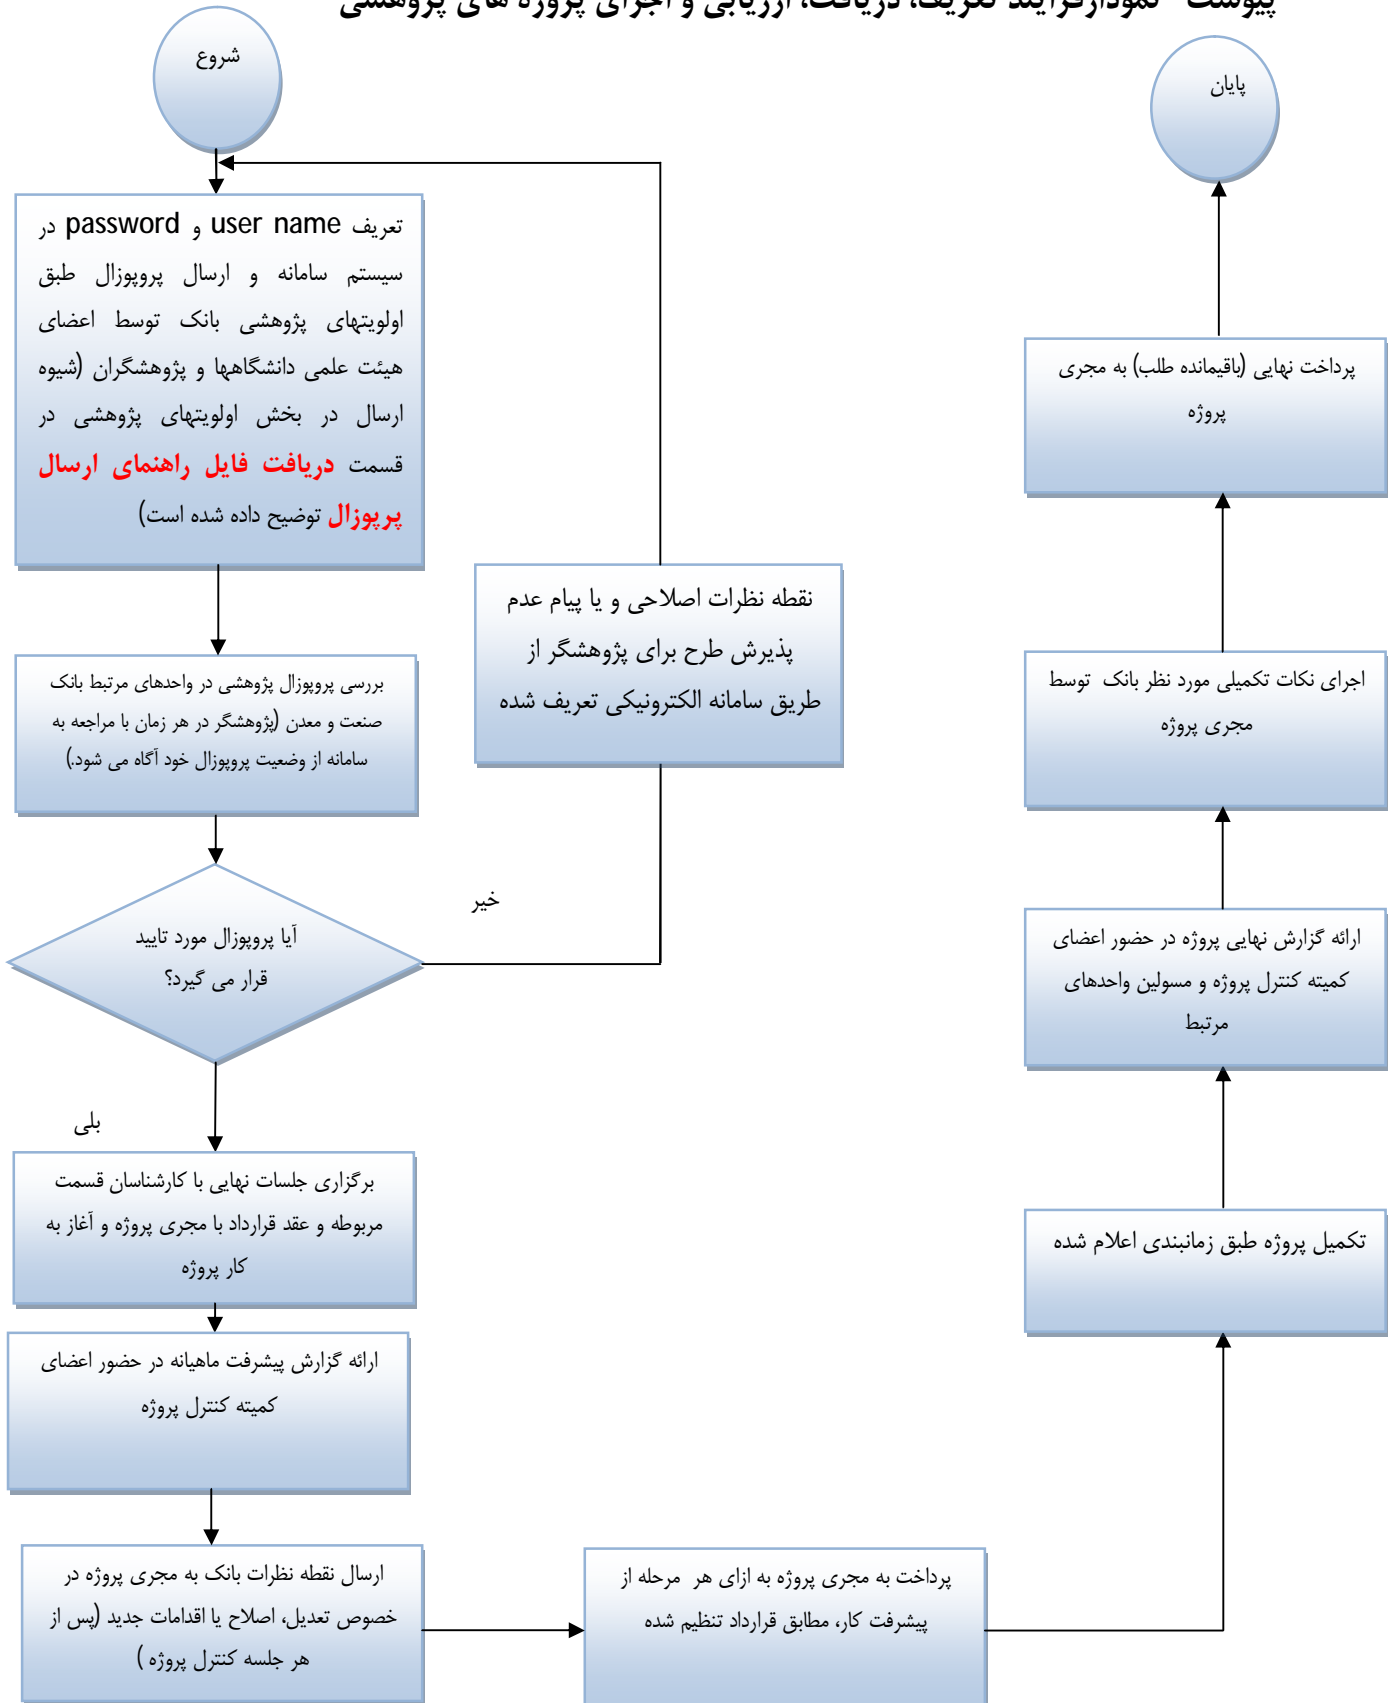 پیوست- نمودارفرآیند تعریف، دریافت، ارزیابی و اجرای پروژه های پژوهشی
شروع
تعریف user name و password در
سیستم سامانه و ارسال پروپوزال طبق
اولویتهای پژوهشی بانک توسط اعضای
هیئت علمی دانشگاهها و پژوهشگران (شیوه
ارسال در بخش اولویتهای پژوهشی در
قسمت دریافت فایل راهنمای ارسال
پرپوزال توضیح داده شده است)
بررسی پروپوزال پژوهشی در واحدهای مرتبط بانک
صنعت و معدن (پژوهشگر در هر زمان با مراجعه به
سامانه از وضعیت پروپوزال خود آگاه می شود.)
آیا پروپوزال مورد تایید
قرار می گیرد؟
خیر
نقطه نظرات اصلاحی و یا پیام عدم
پذیرش طرح برای پژوهشگر از
طریق سامانه الکترونیکی تعریف شده
بلی
برگزاری جلسات نهایی با کارشناسان قسمت
مربوطه و عقد قرارداد با مجری پروژه و آغاز به
کار پروژه
ارائه گزارش پیشرفت ماهیانه در حضور اعضای
کمیته کنترل پروژه
ارسال نقطه نظرات بانک به مجری پروژه در
خصوص تعدیل، اصلاح یا اقدامات جدید (پس از
هر جلسه کنترل پروژه )
پرداخت به مجری پروژه به ازای هر مرحله از
پیشرفت کار، مطابق قرارداد تنظیم شده
تکمیل پروژه طبق زمانبندی اعلام شده
ارائه گزارش نهایی پروژه در حضور اعضای
کمیته کنترل پروژه و مسولین واحدهای
مرتبط
اجرای نکات تکمیلی مورد نظر بانک توسط
مجری پروژه
پرداخت نهایی (باقیمانده طلب) به مجری
پروژه
پایان